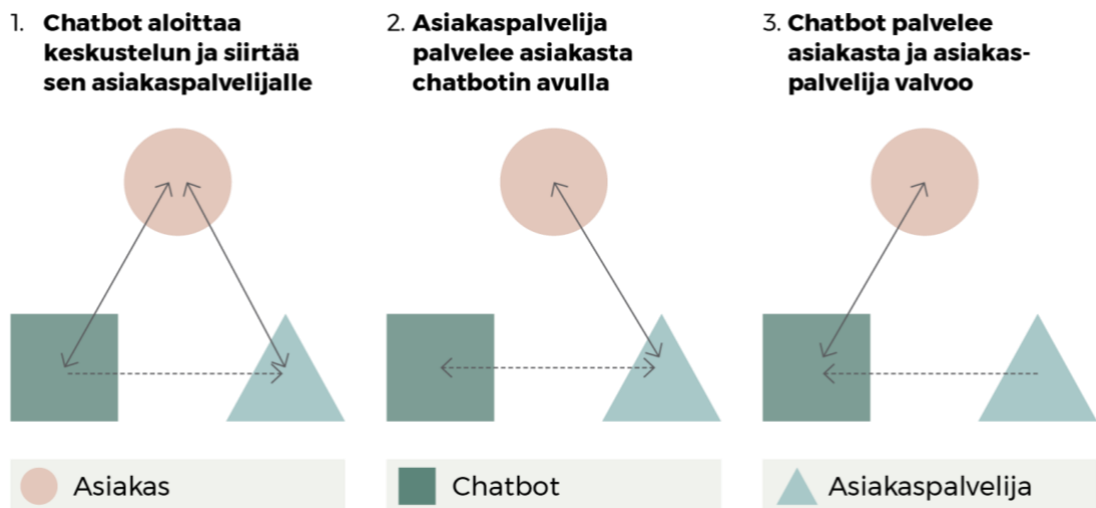 1. Chatbot aloittaa
keskustelun ja siirtää
sen asiakaspalvelijalle
2. Asiakaspalvelija
palvelee asiakasta
chatbotin avulla
3. Chatbot palvelee
asiakasta ja asiakas-
palvelija valvoo
Asiakas
Chatbot
Asiakaspalvelija